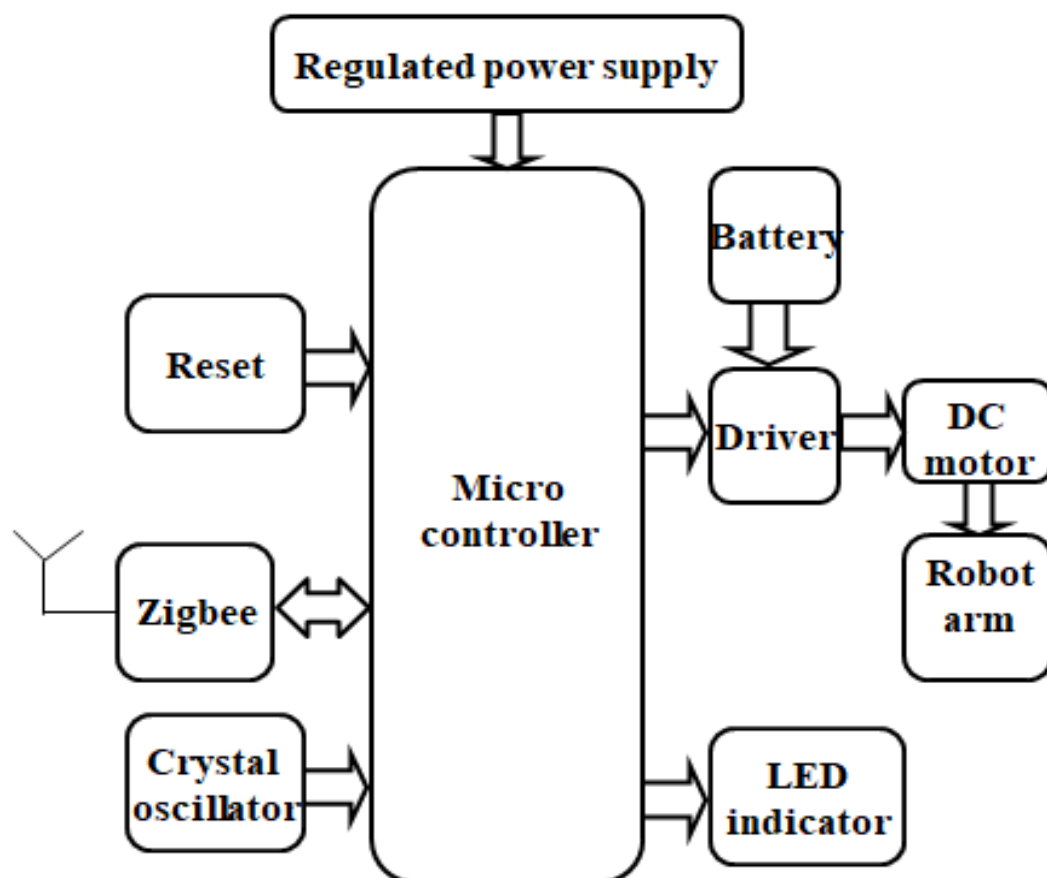 Regulated power supply
Battery
Reset
Driver
DC
motor
Micro
controller
Zigbee
Robot
arm
Crystal
oscillator
LED
indicator